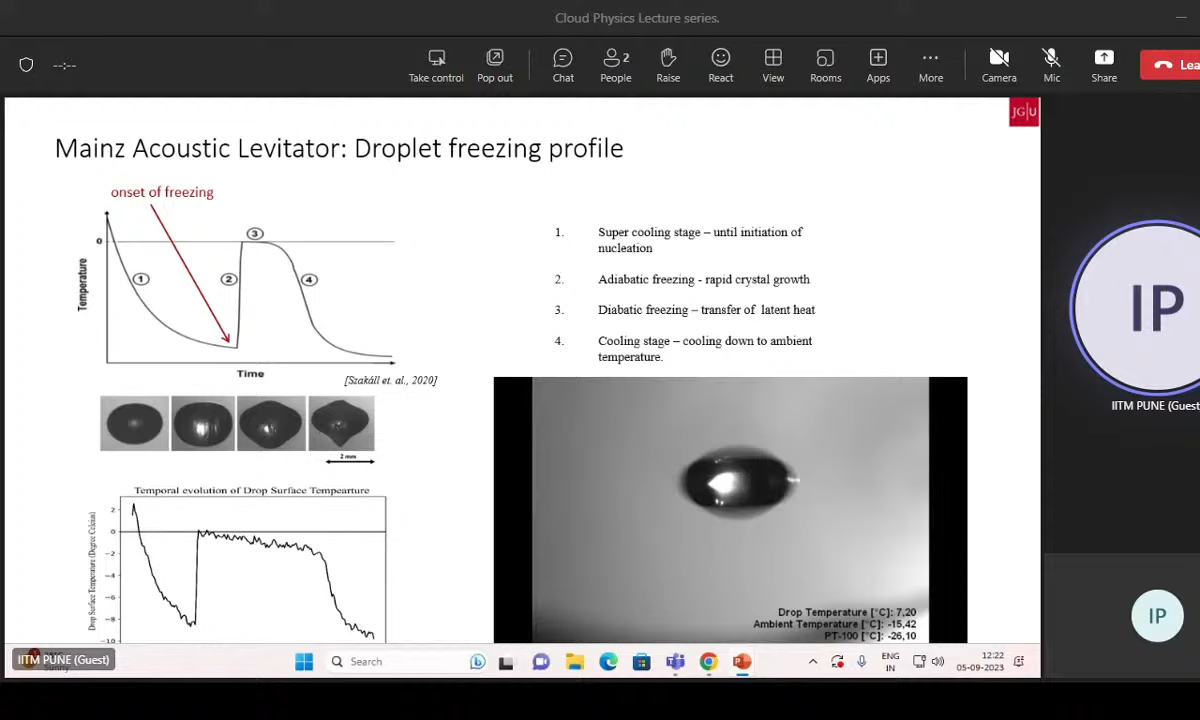 Cloud Physics Lecture series.
--:--
Take control
Pop out
Chat
2
People
Raise
React
View
Rooms
Apps
More
Camera
Mic
Share
Lea
JG|U
Mainz Acoustic Levitator: Droplet freezing profile
onset of freezing
0
3
1
2
4
Temperature
Time
[Szakáll et. al., 2020]
2 mm
Temporal evolution of Drop Surface Tempearture
2
0
-2
-4
-6
-8
-10
Drop Surface Temperature (Degree Celcius)
1. Super cooling stage – until initiation of
nucleation
2. Adiabatic freezing - rapid crystal growth
3. Diabatic freezing – transfer of latent heat
4. Cooling stage – cooling down to ambient
temperature.
Drop Temperature [°C]: 7,20
Ambient Temperature [°C]: -15,42
PT-100 [°C]: -26,10
IP
IITM PUNE (Guest
IP
IITM PUNE (Guest)
Search
ENG
IN
12:22
05-09-2023